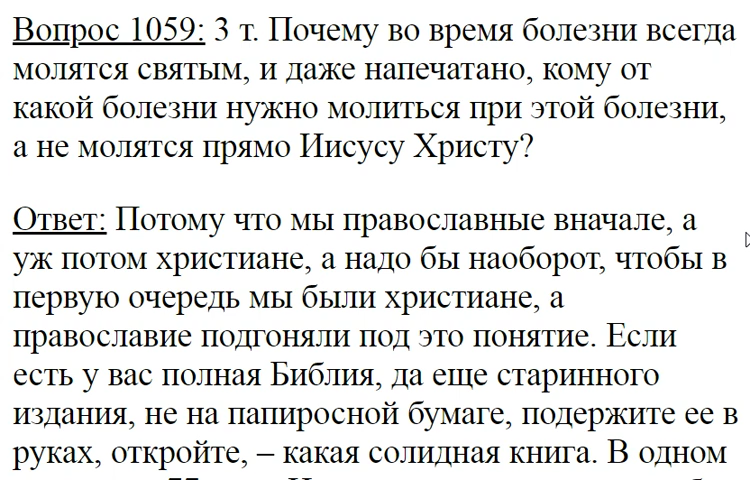 Вопрос 1059: 3 т. Почему во время болезни всегда
молятся святым, и даже напечатано, кому от
какой болезни нужно молиться при этой болезни,
а не молятся прямо Иисусу Христу?
Ответ: Потому что мы православные вначале, а
уж потом христиане, а надо бы наоборот, чтобы в
первую очередь мы были христиане, а
православие подгоняли под это понятие. Если
есть у вас полная Библия, да еще старинного
издания, не на папиросной бумаге, подержите ее в
руках, откройте, – какая солидная книга. В одном